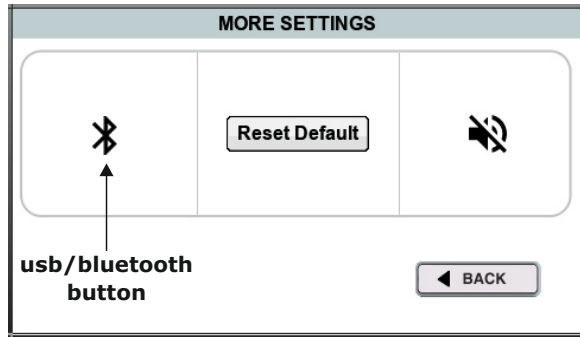 MORE SETTINGS
Reset Default
usb/bluetooth
button
BACK